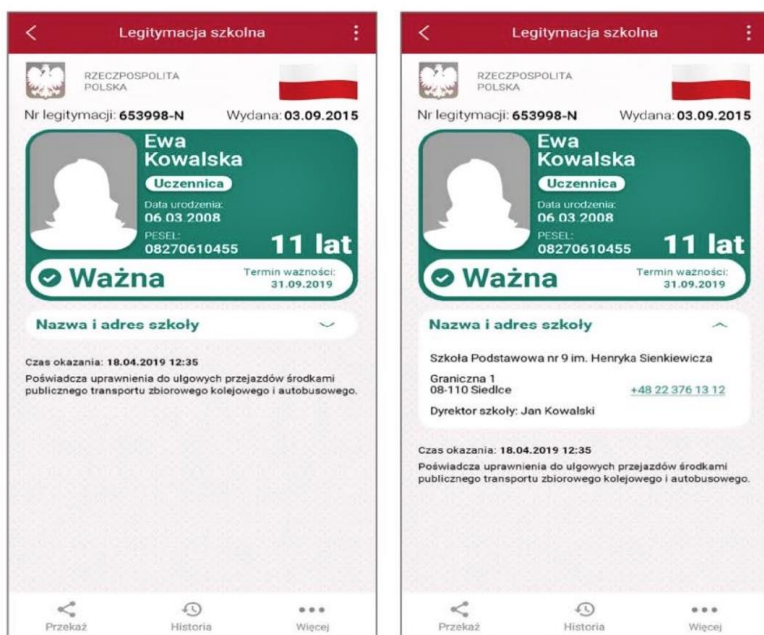 Legitymacja szkolna
RZECZPOSPOLITA
POLSKA
Nr legitymacji: 653998-N Wydana: 03.09.2015
Ewa
Kowalska
Uczennica
Data urodzenia:
06 03 2008
PESEL:
08270610455 11 lat
Ważna
Termin ważności:
31.09.2019
Nazwa i adres szkoły
Czas okazania: 18.04.2019 12:35
Poświadcza uprawnienia do ulgowych przejazdów środkami
publicznego transportu zbiorowego kolejowego i autobusowego.
Przekaż Historia Więcej
Legitymacja szkolna
RZECZPOSPOLITA
POLSKA
Nr legitymacji: 653998-N Wydana: 03.09.2015
Ewa
Kowalska
Uczennica
Data urodzenia:
06 03 2008
PESEL:
08270610455 11 lat
Ważna
Termin ważności:
31.09.2019
Nazwa i adres szkoły
Szkoła Podstawowa nr 9 im. Henryka Sienkiewicza
Graniczna 1
08-110 Siedlce +48 22 376 13 12
Dyrektor szkoły: Jan Kowalski
Czas okazania: 18.04.2019 12:35
Poświadcza uprawnienia do ulgowych przejazdów środkami
publicznego transportu zbiorowego kolejowego i autobusowego.
Przekaż Historia Więcej